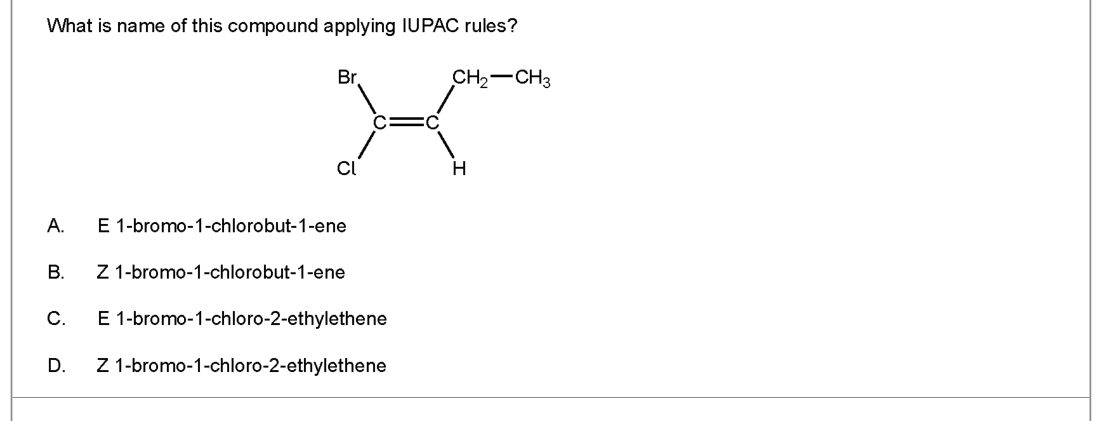 What is name of this compound applying IUPAC rules?
Br CH₂—CH₃
C=C
Cl H
A. E 1-bromo-1-chlorobut-1-ene
B. Z 1-bromo-1-chlorobut-1-ene
C. E 1-bromo-1-chloro-2-ethylethene
D. Z 1-bromo-1-chloro-2-ethylethene